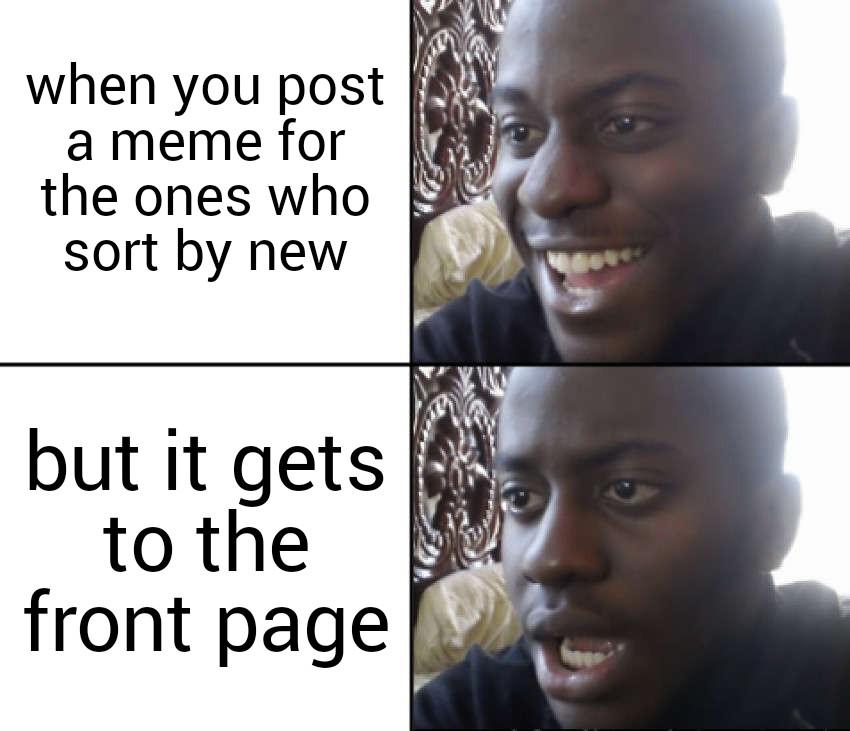 when you post
a meme for
the ones who
sort by new
but it gets
to the
front page